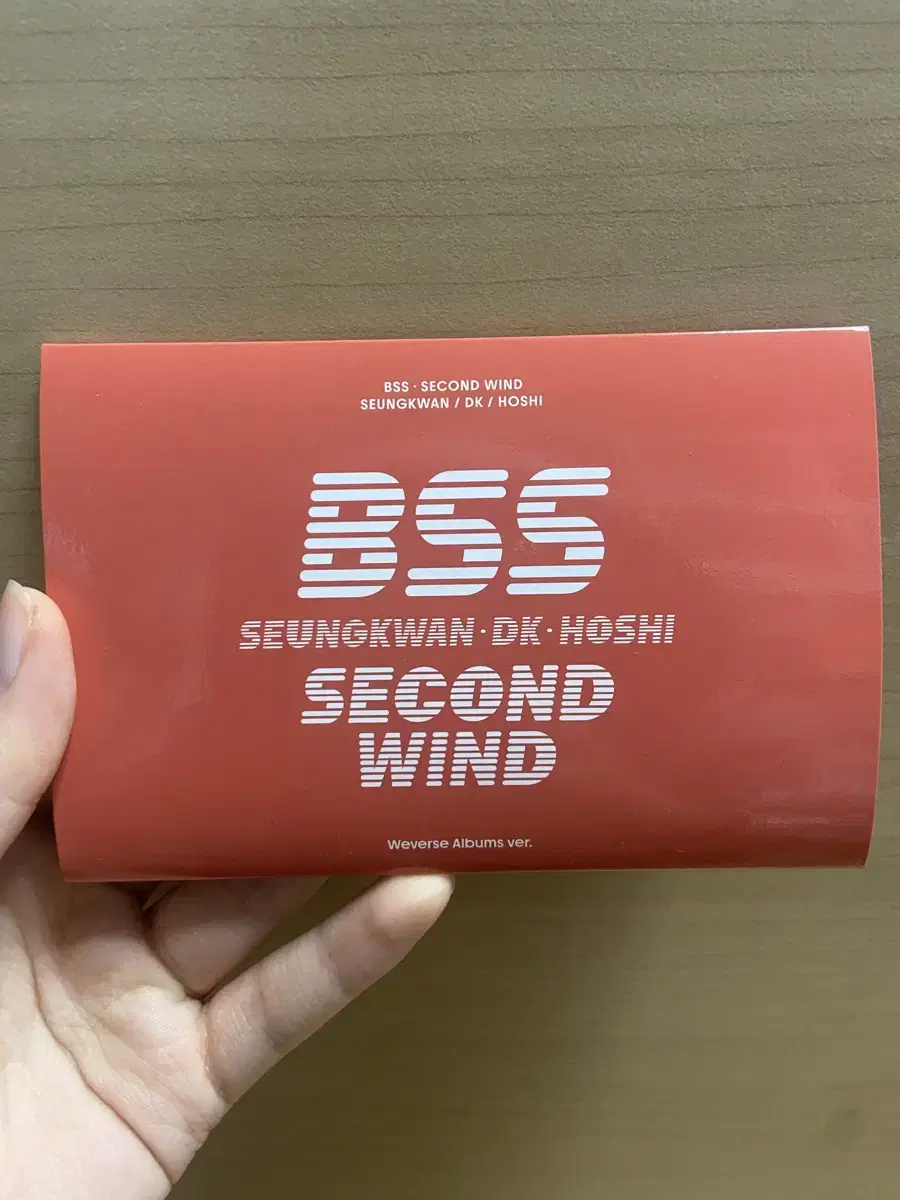 BSS · SECOND WIND
SEUNGKWAN / DK / HOSHI
BSS
SEUNGKWAN · DK · HOSHI
SECOND
WIND
Weverse Albums ver.